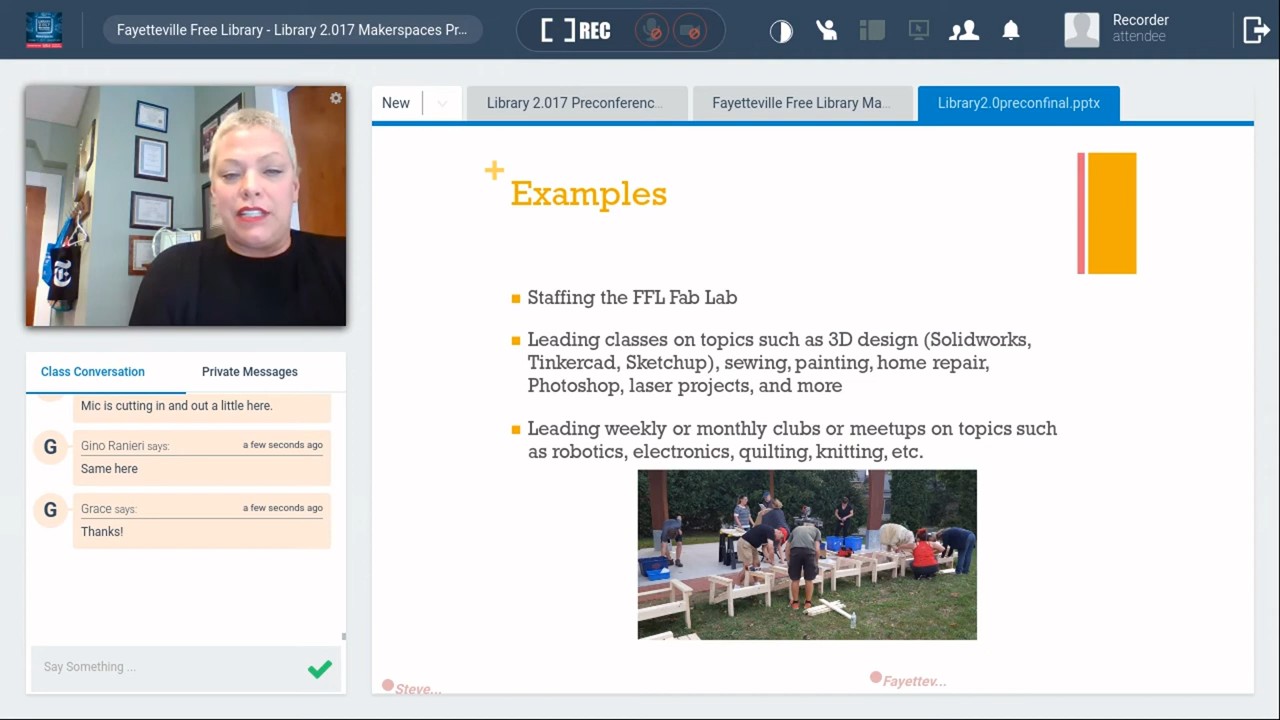 Fayetteville Free Library - Library 2.017 Makerspaces Pr...
REC
Recorder
attendee
New
Library 2.017 Preconferenc
Fayetteville Free Library Ma...
Library2.0preconfinal.pptx
Class Conversation
Private Messages
Mic is cutting in and out a little here.
G
Gino Ranieri says:
a few seconds ago
Same here
G
Grace says:
a few seconds ago
Thanks!
Say Something ...
+
Examples
Staffing the FFL Fab Lab
Leading classes on topics such as 3D design (Solidworks,
Tinkercad, Sketchup), sewing, painting, home repair,
Photoshop, laser projects, and more
Leading weekly or monthly clubs or meetups on topics such
as robotics, electronics, quilting, knitting, etc.
Steve...
Fayettev...